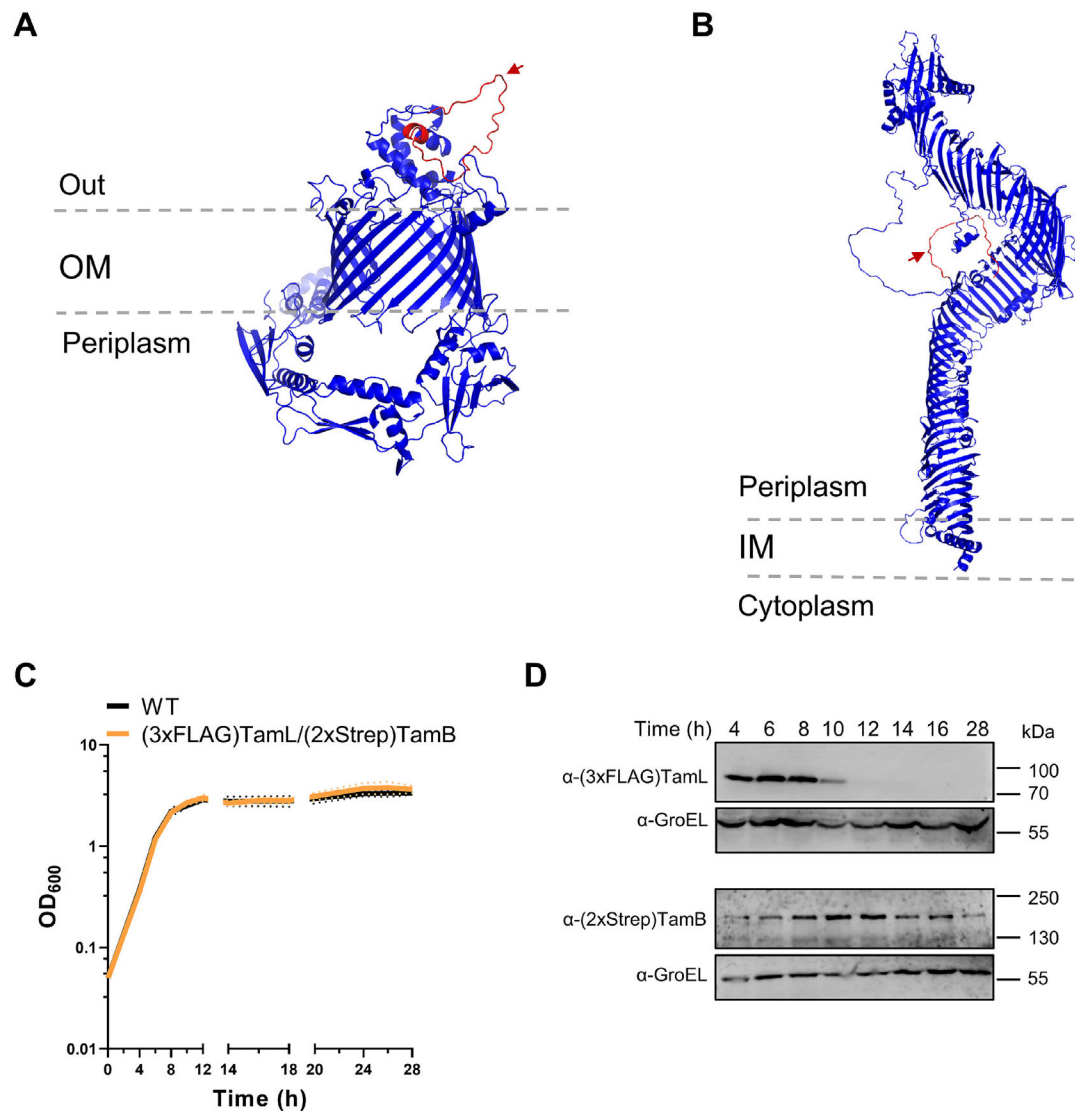 A
Out
OM
Periplasm
B
Periplasm
IM
Cytoplasm
C
WT
(3xFLAG)TamL/(2xStrep)TamB
10
1
0.1
0.01
OD600
0 4 8 12 14 18 20 24 28
Time (h)
D
Time (h) 4 6 8 10 12 14 16 28 kDa
α-(3xFLAG)TamL
100
70
α-GroEL
55
α-(2xStrep)TamB
250
130
α-GroEL
55